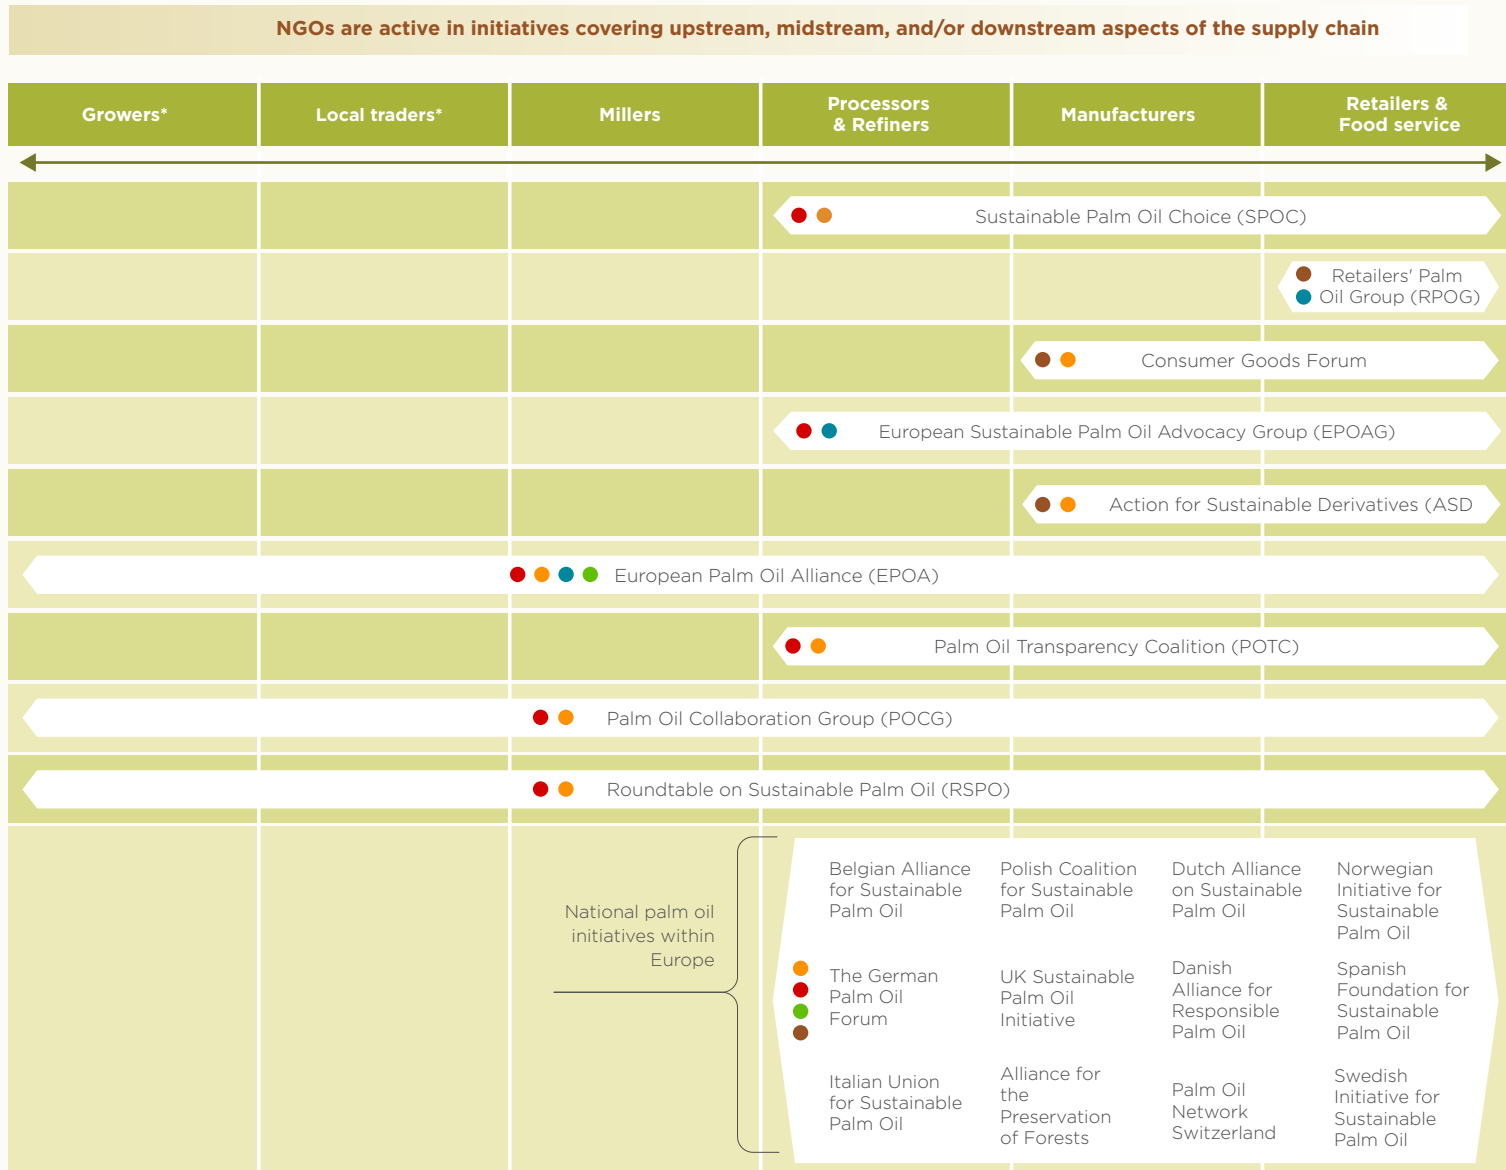 NGOs are active in initiatives covering upstream, midstream, and/or downstream aspects of the supply chain
Growers*
Local traders*
Millers
Processors
& Refiners
Manufacturers
Retailers &
Food service
Sustainable Palm Oil Choice (SPOC)
Retailers' Palm
Oil Group (RPOG)
Consumer Goods Forum
European Sustainable Palm Oil Advocacy Group (EPOAG)
Action for Sustainable Derivatives (ASD
European Palm Oil Alliance (EPOA)
Palm Oil Transparency Coalition (POTC)
Palm Oil Collaboration Group (POCG)
Roundtable on Sustainable Palm Oil (RSPO)
National palm oil
initiatives within
Europe
Belgian Alliance
for Sustainable
Palm Oil
Polish Coalition
for Sustainable
Palm Oil
Dutch Alliance
on Sustainable
Palm Oil
Norwegian
Initiative for
Sustainable
Palm Oil
The German
Palm Oil
Forum
UK Sustainable
Palm Oil
Initiative
Danish
Alliance for
Responsible
Palm Oil
Spanish
Foundation for
Sustainable
Palm Oil
Italian Union
for Sustainable
Palm Oil
Alliance for
the
Preservation
of Forests
Palm Oil
Network
Switzerland
Swedish
Initiative for
Sustainable
Palm Oil